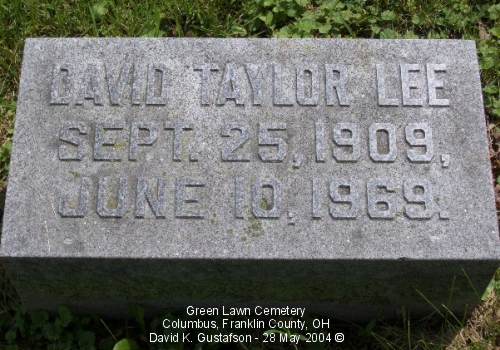 DAVID TAYLOR LEE
SEPT. 25, 1909,
JUNE 10, 1969.
Green Lawn Cemetery
Columbus, Franklin County, OH
David K. Gustafson - 28 May 2004 ©